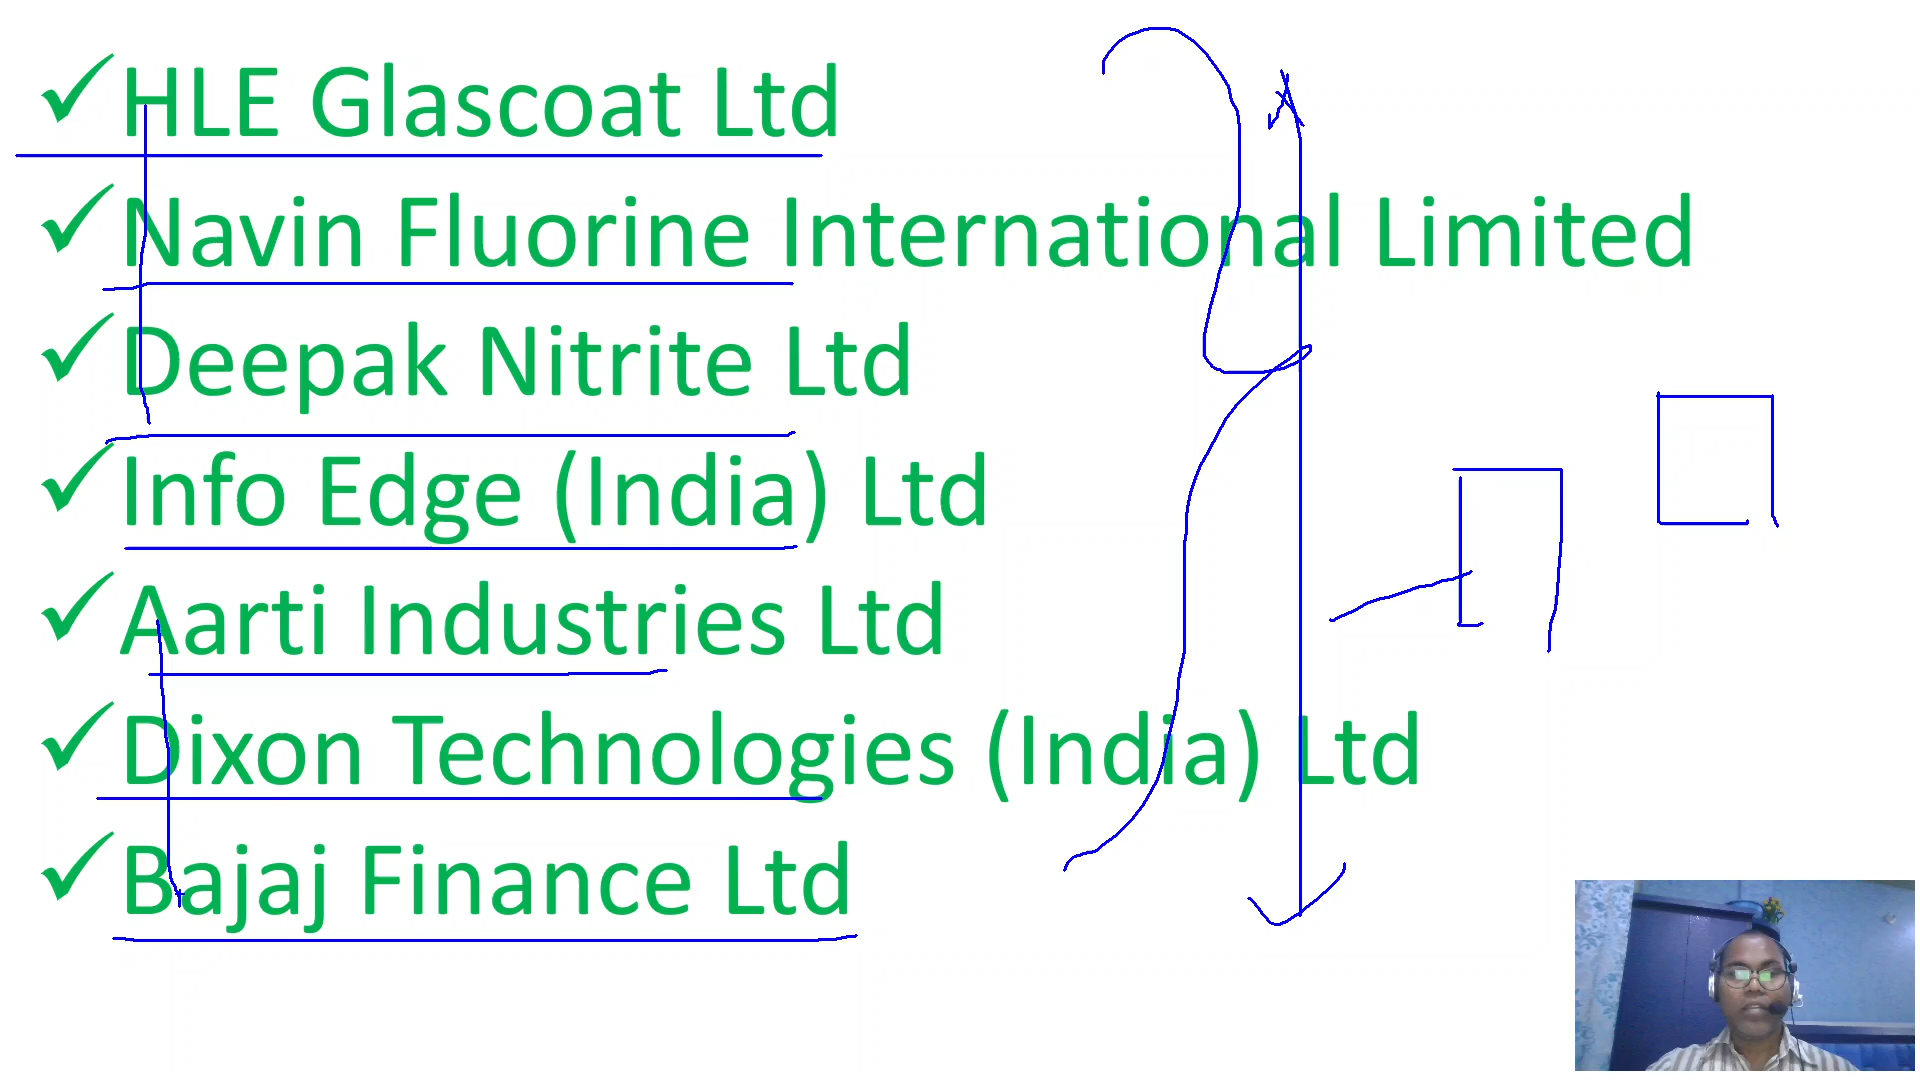 HLE Glascoat Ltd
Navin Fluorine International Limited
Deepak Nitrite Ltd
Info Edge (India) Ltd
Aarti Industries Ltd
Dixon Technologies (India) Ltd
Bajaj Finance Ltd